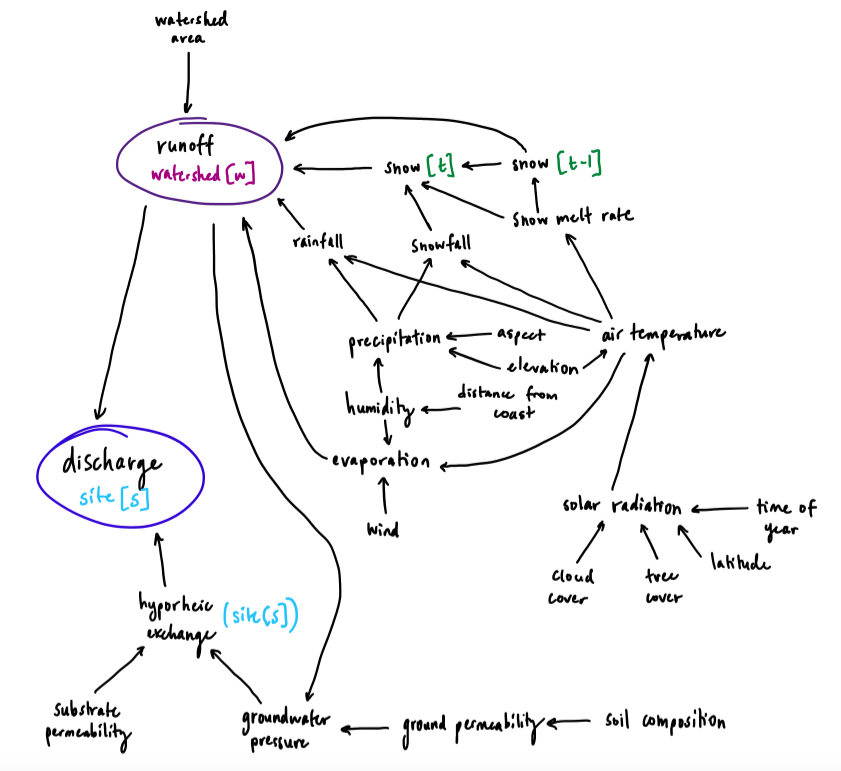 watershed
area
runoff
watershed [w]
snow [t]
snow [t-1]
snow melt rate
rainfall
snowfall
precipitation
aspect
air temperature
elevation
humidity
distance from
coast
evaporation
wind
discharge
site [s]
solar radiation
time of
year
cloud
cover
tree
cover
latitude
hyporheic
exchange
(site[s])
substrate
permeability
groundwater
pressure
ground permeability
soil composition